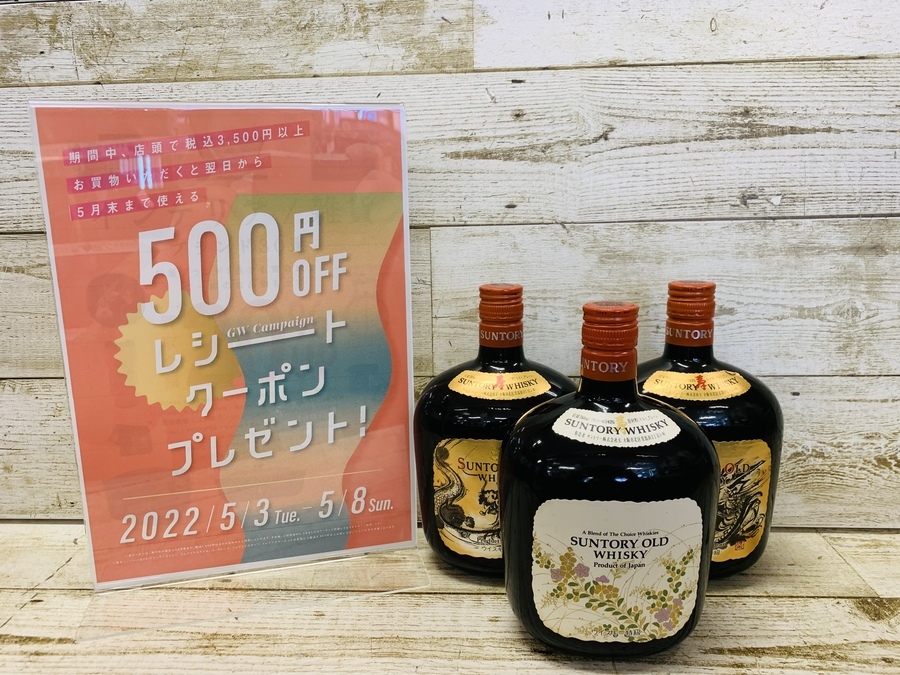 期間中、店頭で税込3,500円以上
お買物いただくと翌日から
5月末まで使える
500円
OFF
GW Campaign
レシート
クーポン
プレゼント!
2022/5/3 Tue. - 5/8 Sun.
SUNTORY
SUNTORY WHISKY
SUNTORY
WH
SUNTORY
SUNTORY WHISKY
A Blend of The Choice Whiskies
SUNTORY OLD
WHISKY
Product of Japan
SUNTORY
SUNTORY WHISKY
OLD